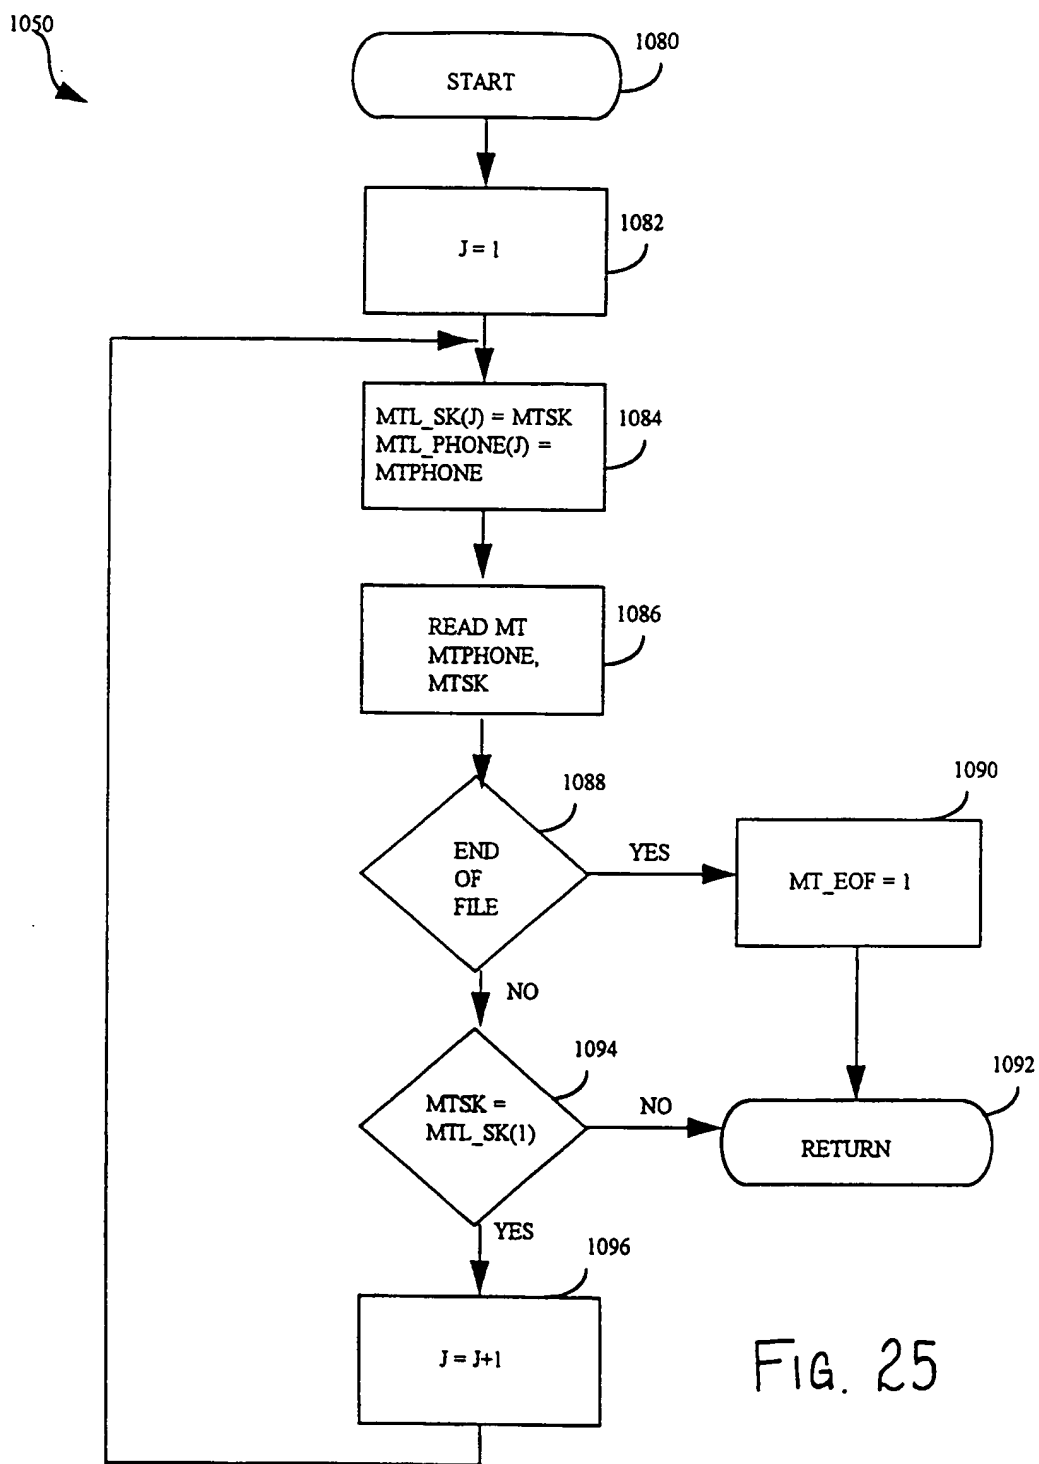 1050
START
1080
J = 1
1082
MTL_SK(J) = MTSK
MTL_PHONE(J) =
MTPHONE
1084
READ MT
MTPHONE,
MTSK
1086
END
OF
FILE
1088
YES
MT_EOF = 1
1090
NO
MTSK =
MTL_SK(1)
1094
NO
RETURN
1092
YES
J = J+1
1096
FIG. 25